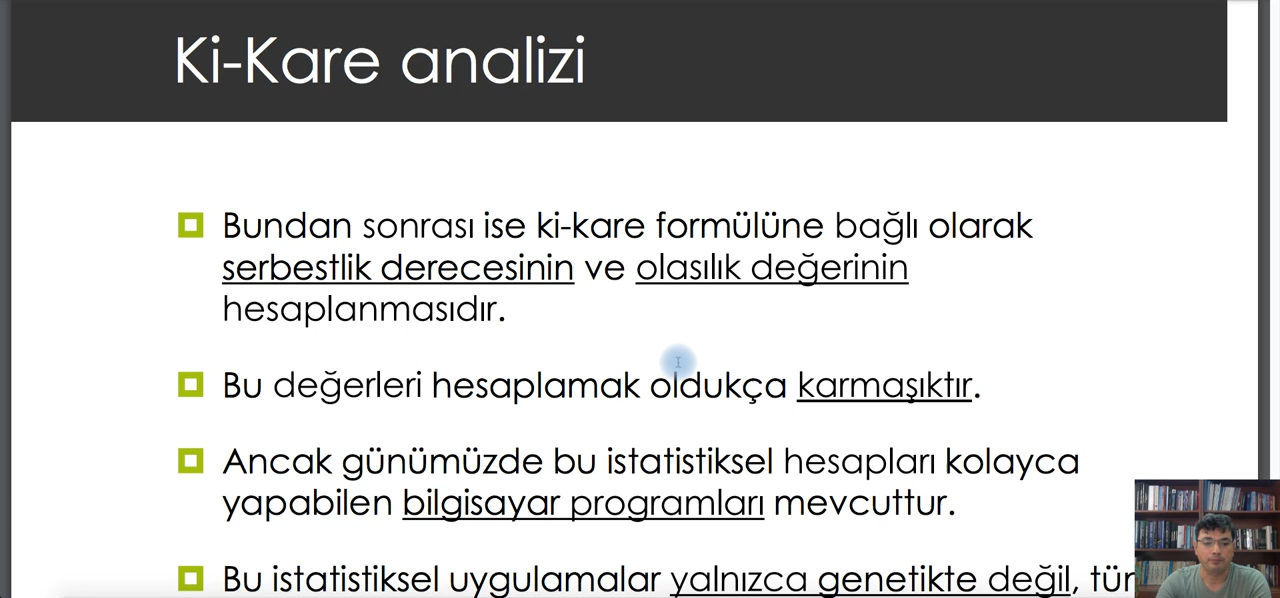 Ki-Kare analizi
Bundan sonrası ise ki-kare formülüne bağlı olarak
serbestlik derecesinin ve olasılık değerinin
hesaplanmasıdır.
Bu değerleri hesaplamak oldukça karmaşıktır.
Ancak günümüzde bu istatistiksel hesapları kolayca
yapabilen bilgisayar programları mevcuttur.
Bu istatistiksel uygulamalar yalnızca genetikte değil,